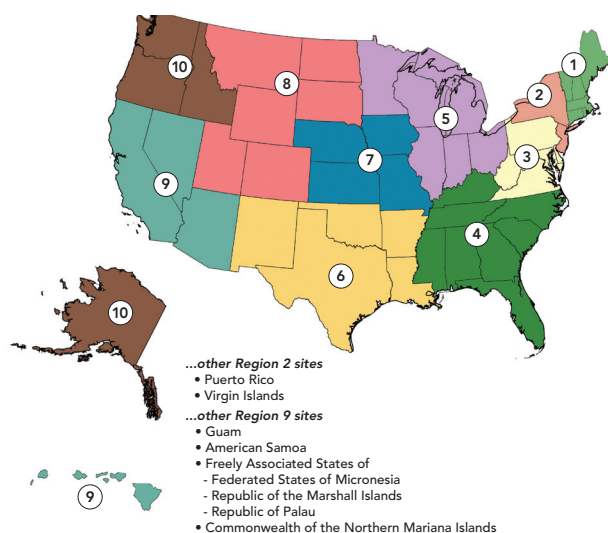 1
10
2
8
5
3
7
9
4
6
10
...other Region 2 sites
• Puerto Rico
• Virgin Islands
...other Region 9 sites
• Guam
• American Samoa
• Freely Associated States of
- Federated States of Micronesia
- Republic of the Marshall Islands
- Republic of Palau
• Commonwealth of the Northern Mariana Islands
9